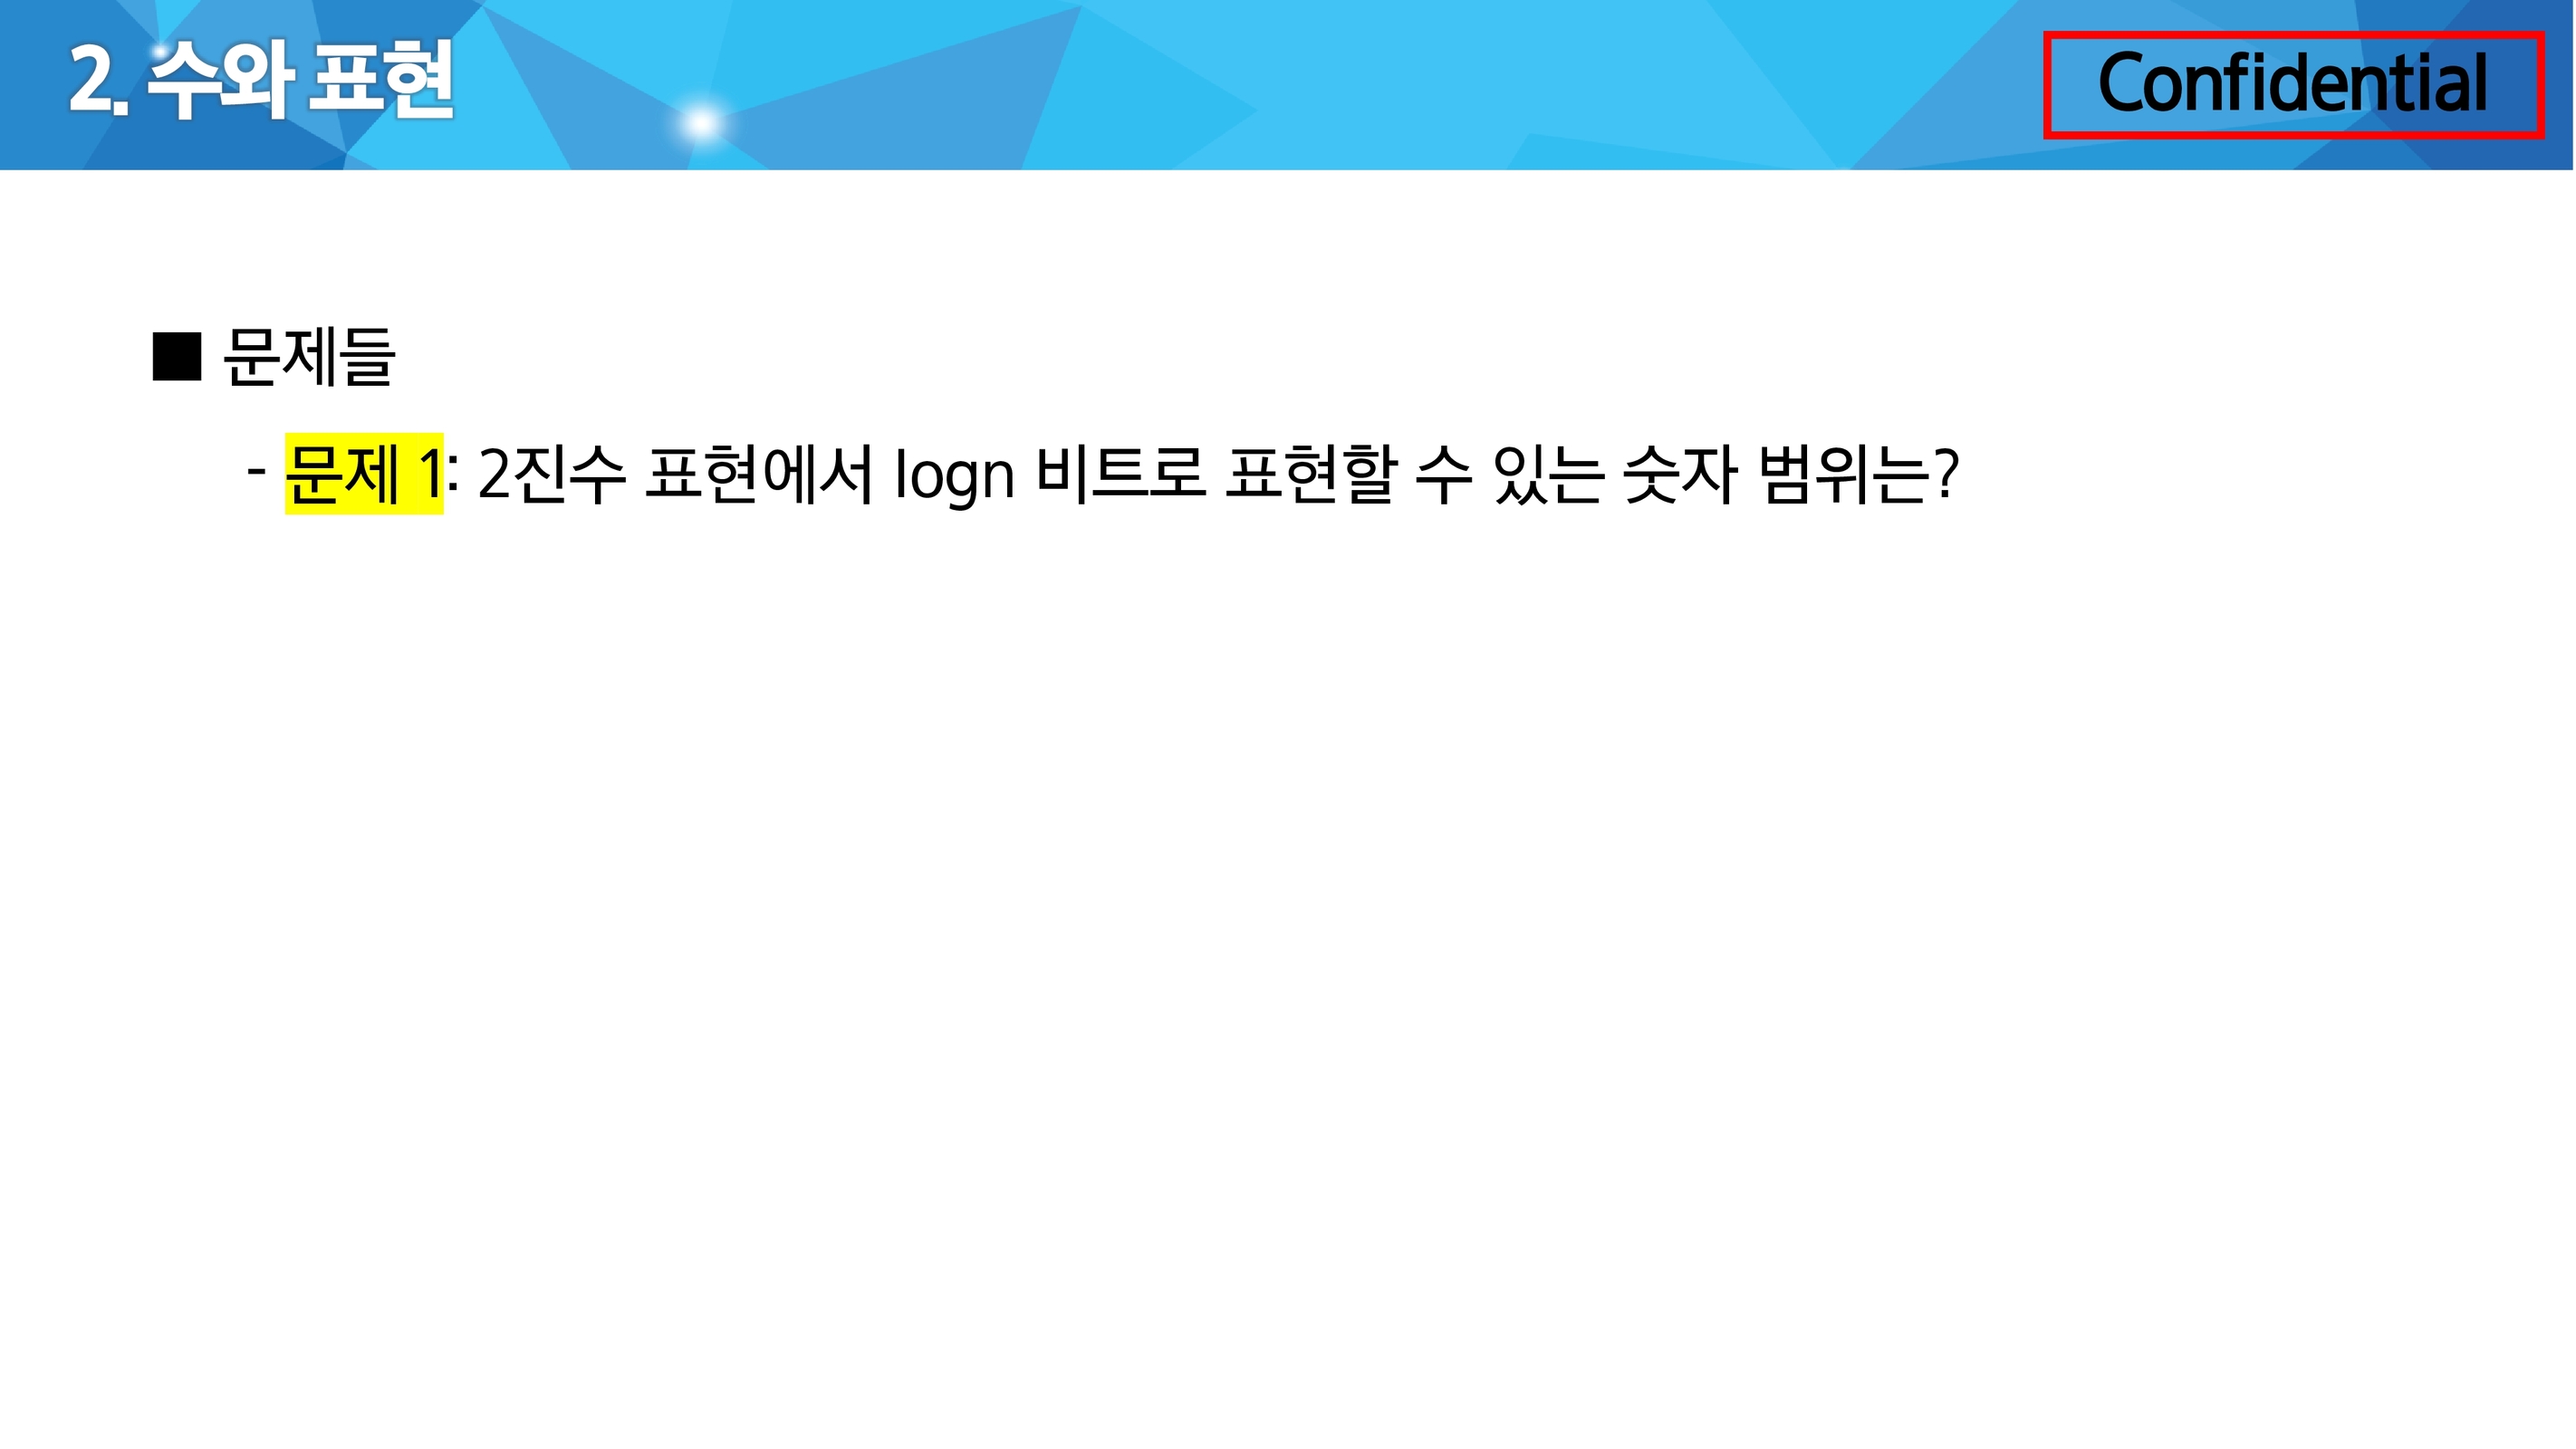 2. 수와 표현
Confidential
■ 문제들
- 문제 1: 2진수 표현에서 logn 비트로 표현할 수 있는 숫자 범위는?